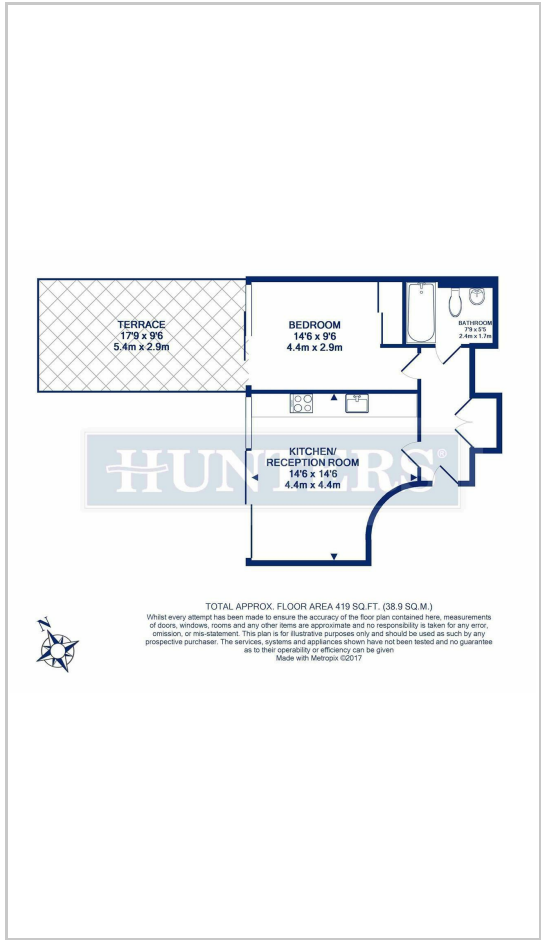 TERRACE
17'9 x 9'6
5.4m x 2.9m
BEDROOM
14'6 x 9'6
4.4m x 2.9m
BATHROOM
7'9 x 5'5
2.4m x 1.7m
KITCHEN/
RECEPTION ROOM
14'6 x 14'6
4.4m x 4.4m
HUNTERS®
N
TOTAL APPROX. FLOOR AREA 419 SQ.FT. (38.9 SQ.M.)
Whilst every attempt has been made to ensure the accuracy of the floor plan contained here, measurements
of doors, windows, rooms and any other items are approximate and no responsibility is taken for any error,
omission, or mis-statement. This plan is for illustrative purposes only and should be used as such by any
prospective purchaser. The services, systems and appliances shown have not been tested and no guarantee
as to their operability or efficiency can be given
Made with Metropix ©2017